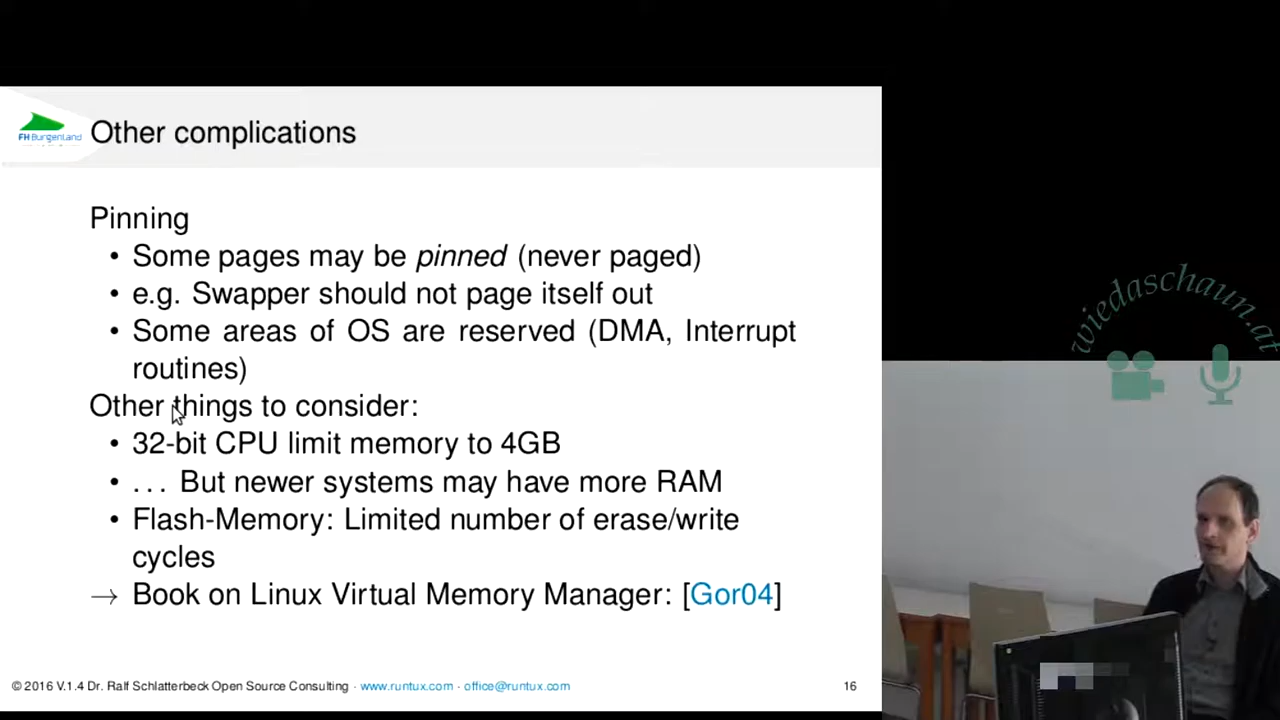 FH Burgenland
Other complications
Pinning
• Some pages may be pinned (never paged)
• e.g. Swapper should not page itself out
• Some areas of OS are reserved (DMA, Interrupt
routines)
Other things to consider:
• 32-bit CPU limit memory to 4GB
• . . . But newer systems may have more RAM
• Flash-Memory: Limited number of erase/write
cycles
→ Book on Linux Virtual Memory Manager: [Gor04]
© 2016 V.1.4 Dr. Ralf Schlatterbeck Open Source Consulting · www.runtux.com · office@runtux.com
16
wiedaschaun.at